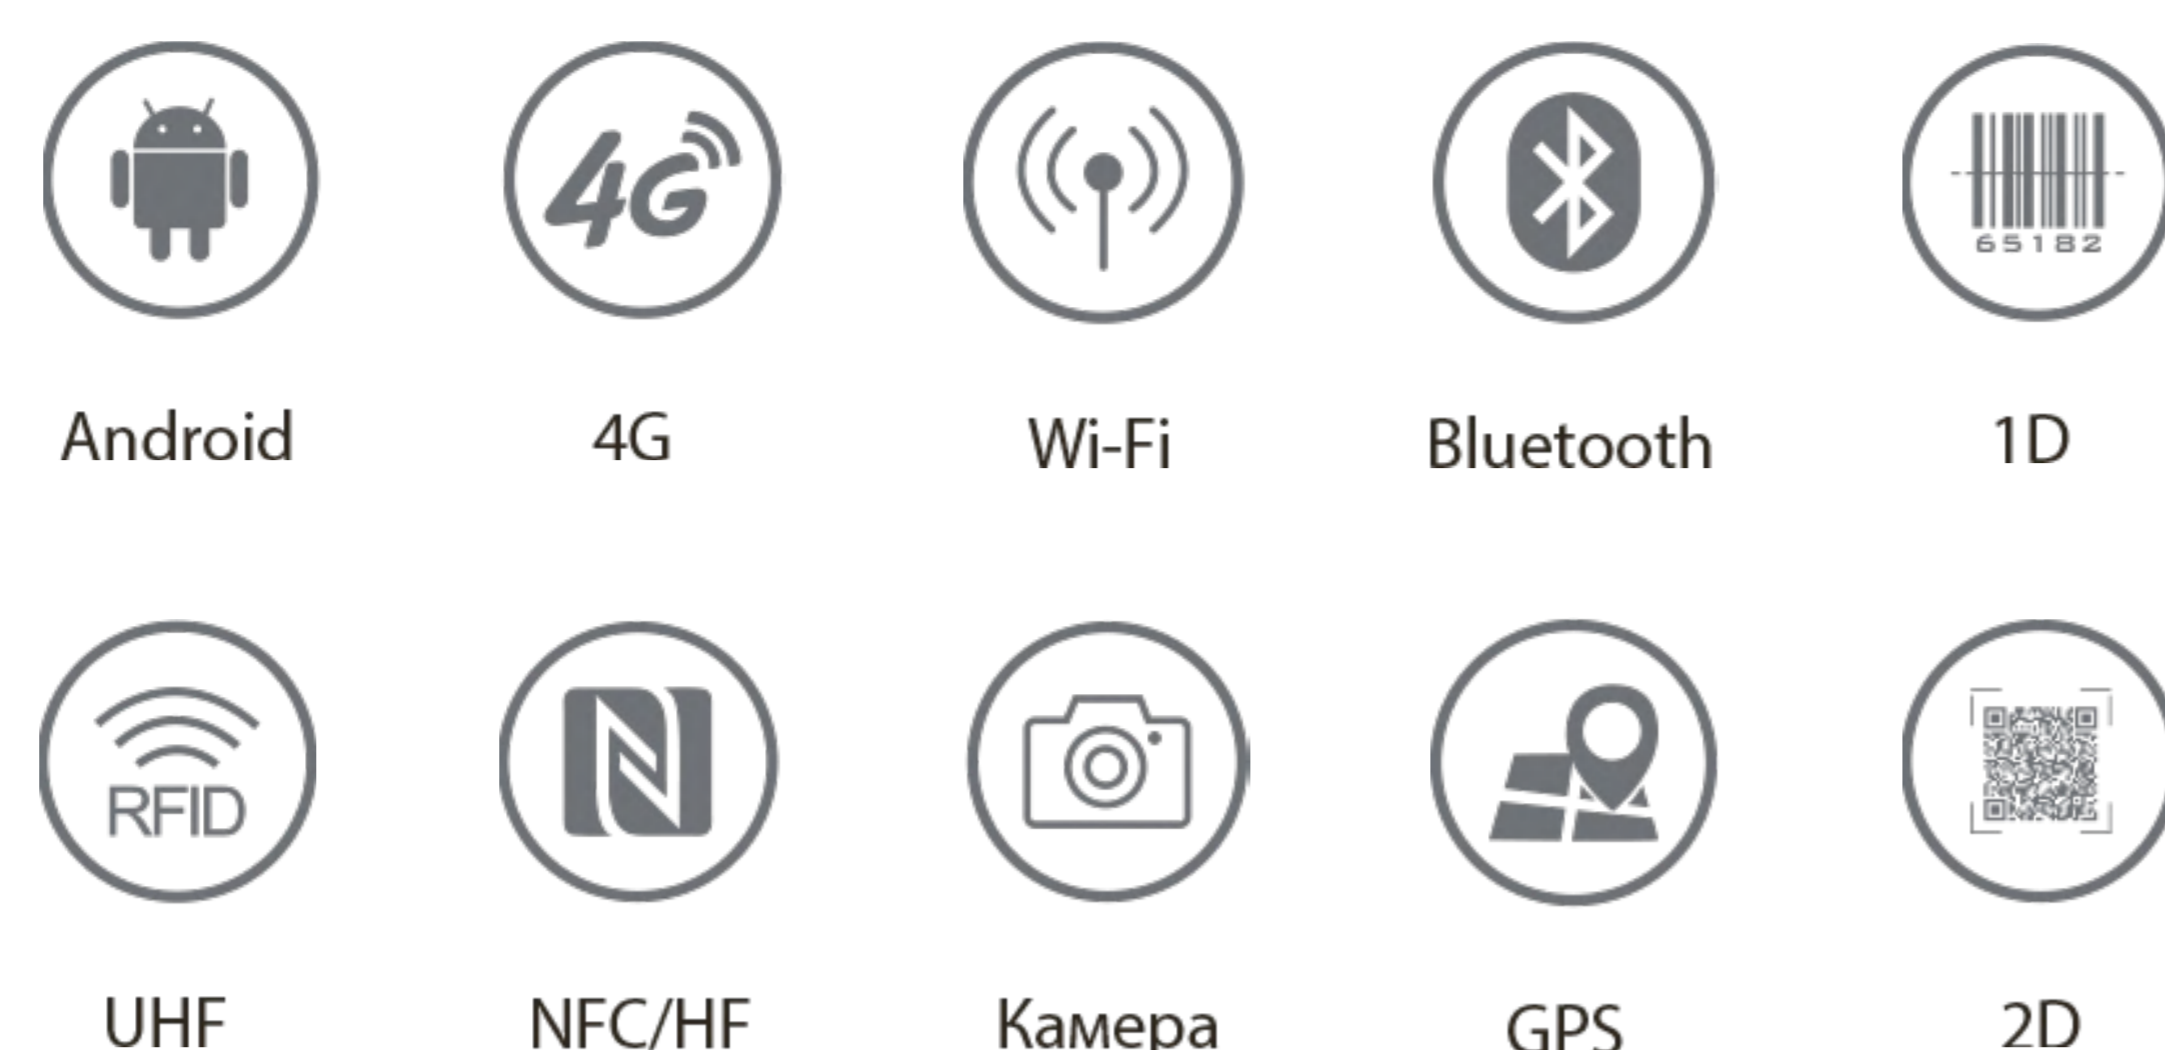 4G
65182
Android
4G
Wi-Fi
Bluetooth
1D
RFID
UHF
NFC/HF
Камера
GPS
2D